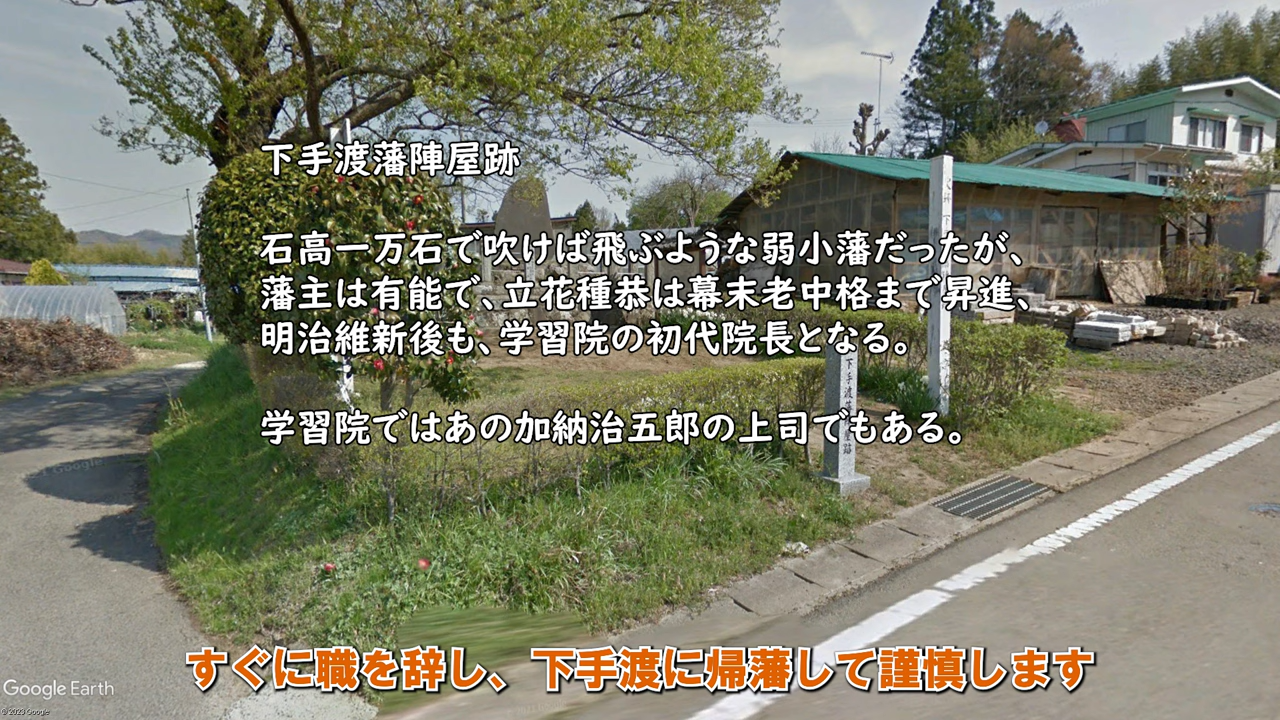 下手渡藩陣屋跡
石高一万石で吹けば飛ぶような弱小藩だったが、
藩主は有能で、立花種恭は幕末老中格まで昇進、
明治維新後も、学習院の初代院長となる。
学習院ではあの加納治五郎の上司でもある。
すぐに職を辞し、下手渡に帰藩して謹慎します
Google Earth
© 2023 Google